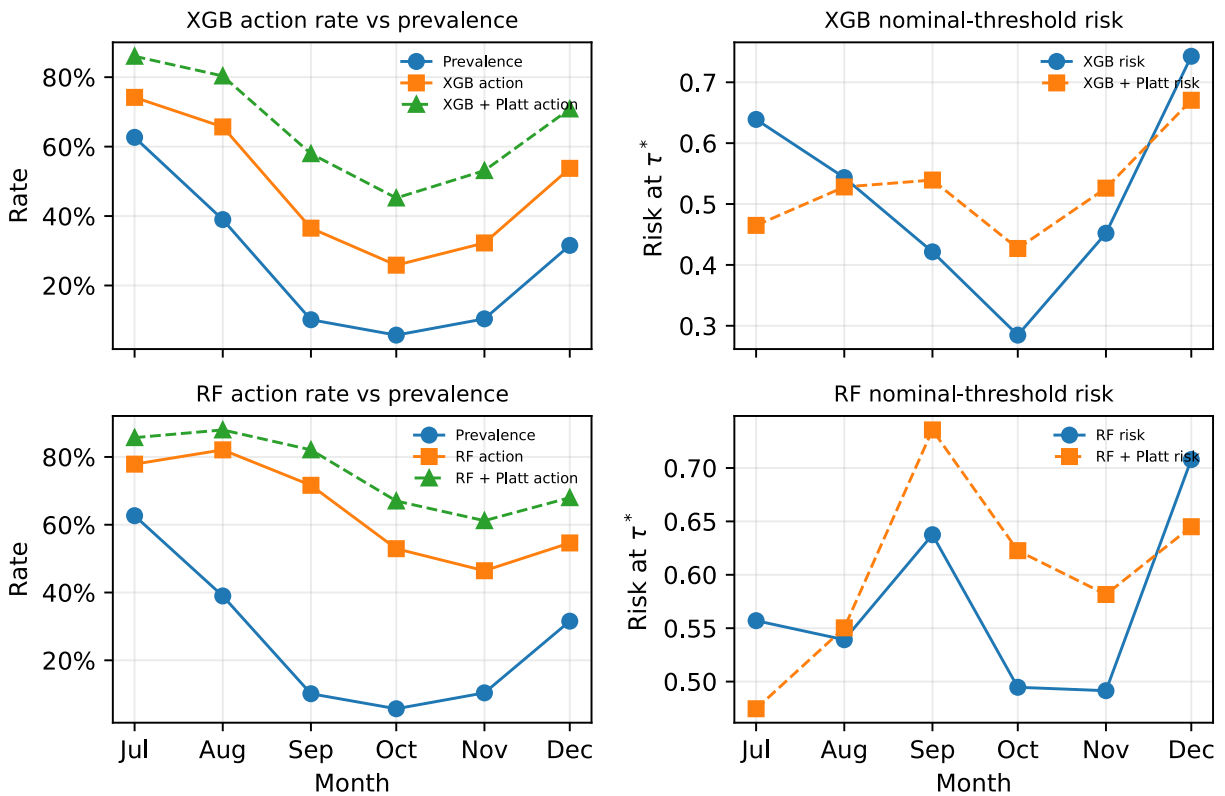 XGB action rate vs prevalence
80%
60%
40%
20%
Rate
Prevalence
XGB action
XGB + Platt action
XGB nominal-threshold risk
0.7
0.6
0.5
0.4
0.3
Risk at τ*
XGB risk
XGB + Platt risk
RF action rate vs prevalence
80%
60%
40%
20%
Rate
Prevalence
RF action
RF + Platt action
Jul Aug Sep Oct Nov Dec
Month
RF nominal-threshold risk
0.70
0.65
0.60
0.55
0.50
Risk at τ*
RF risk
RF + Platt risk
Jul Aug Sep Oct Nov Dec
Month